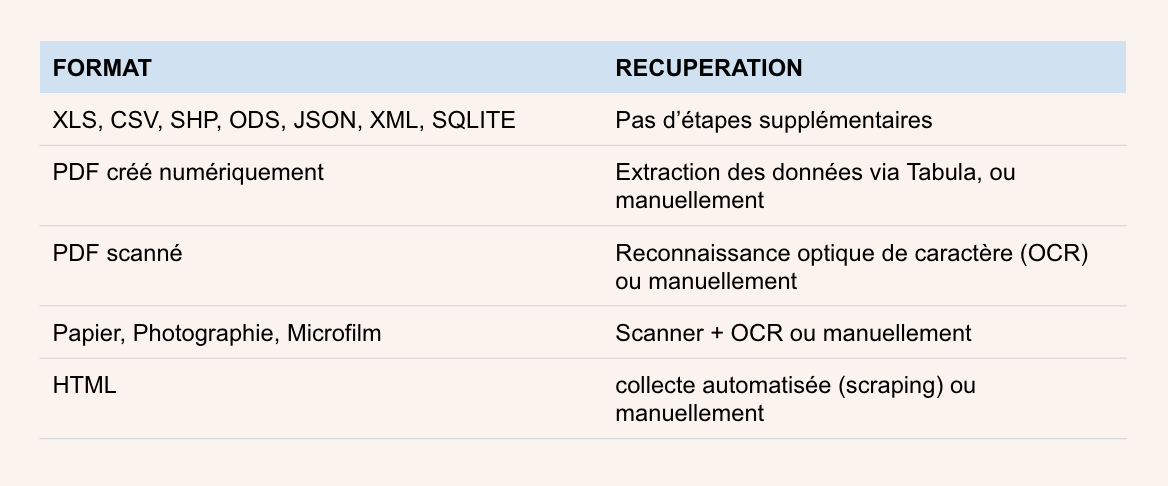 FORMAT
RECUPERATION
XLS, CSV, SHP, ODS, JSON, XML, SQLITE
Pas d’étapes supplémentaires
PDF créé numériquement
Extraction des données via Tabula, ou
manuellement
PDF scanné
Reconnaissance optique de caractère (OCR)
ou manuellement
Papier, Photographie, Microfilm
Scanner + OCR ou manuellement
HTML
collecte automatisée (scraping) ou
manuellement